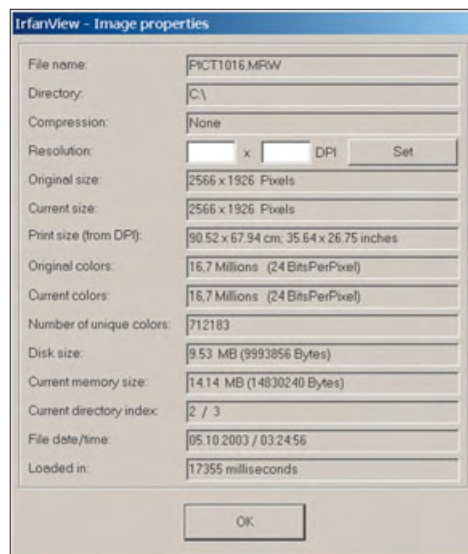 IrfanView - Image properties
File name: PICT1016.MRW
Directory: C:\
Compression: None
Resolution: x DPI Set
Original size: 2566 x 1926 Pixels
Current size: 2566 x 1926 Pixels
Print size (from DPI): 90.52 x 67.94 cm; 35.64 x 26.75 inches
Original colors: 16,7 Millions (24 BitsPerPixel)
Current colors: 16,7 Millions (24 BitsPerPixel)
Number of unique colors: 712183
Disk size: 9.53 MB (9993856 Bytes)
Current memory size: 14.14 MB (14830240 Bytes)
Current directory index: 2 / 3
File date/time: 05.10.2003 / 03:24:56
Loaded in: 17355 milliseconds
OK